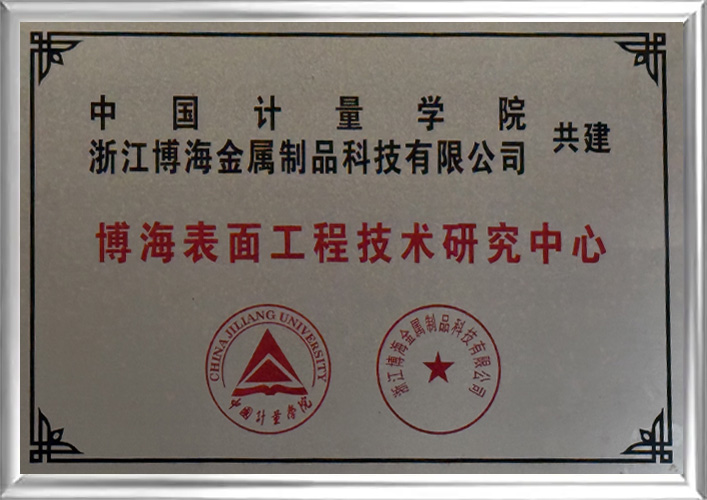 中国计量学院
浙江博海金属制品科技有限公司
共建
博海表面工程技术研究中心
CHINA JILIANG UNIVERSITY
中国计量学院
浙江博海金属制品科技有限公司